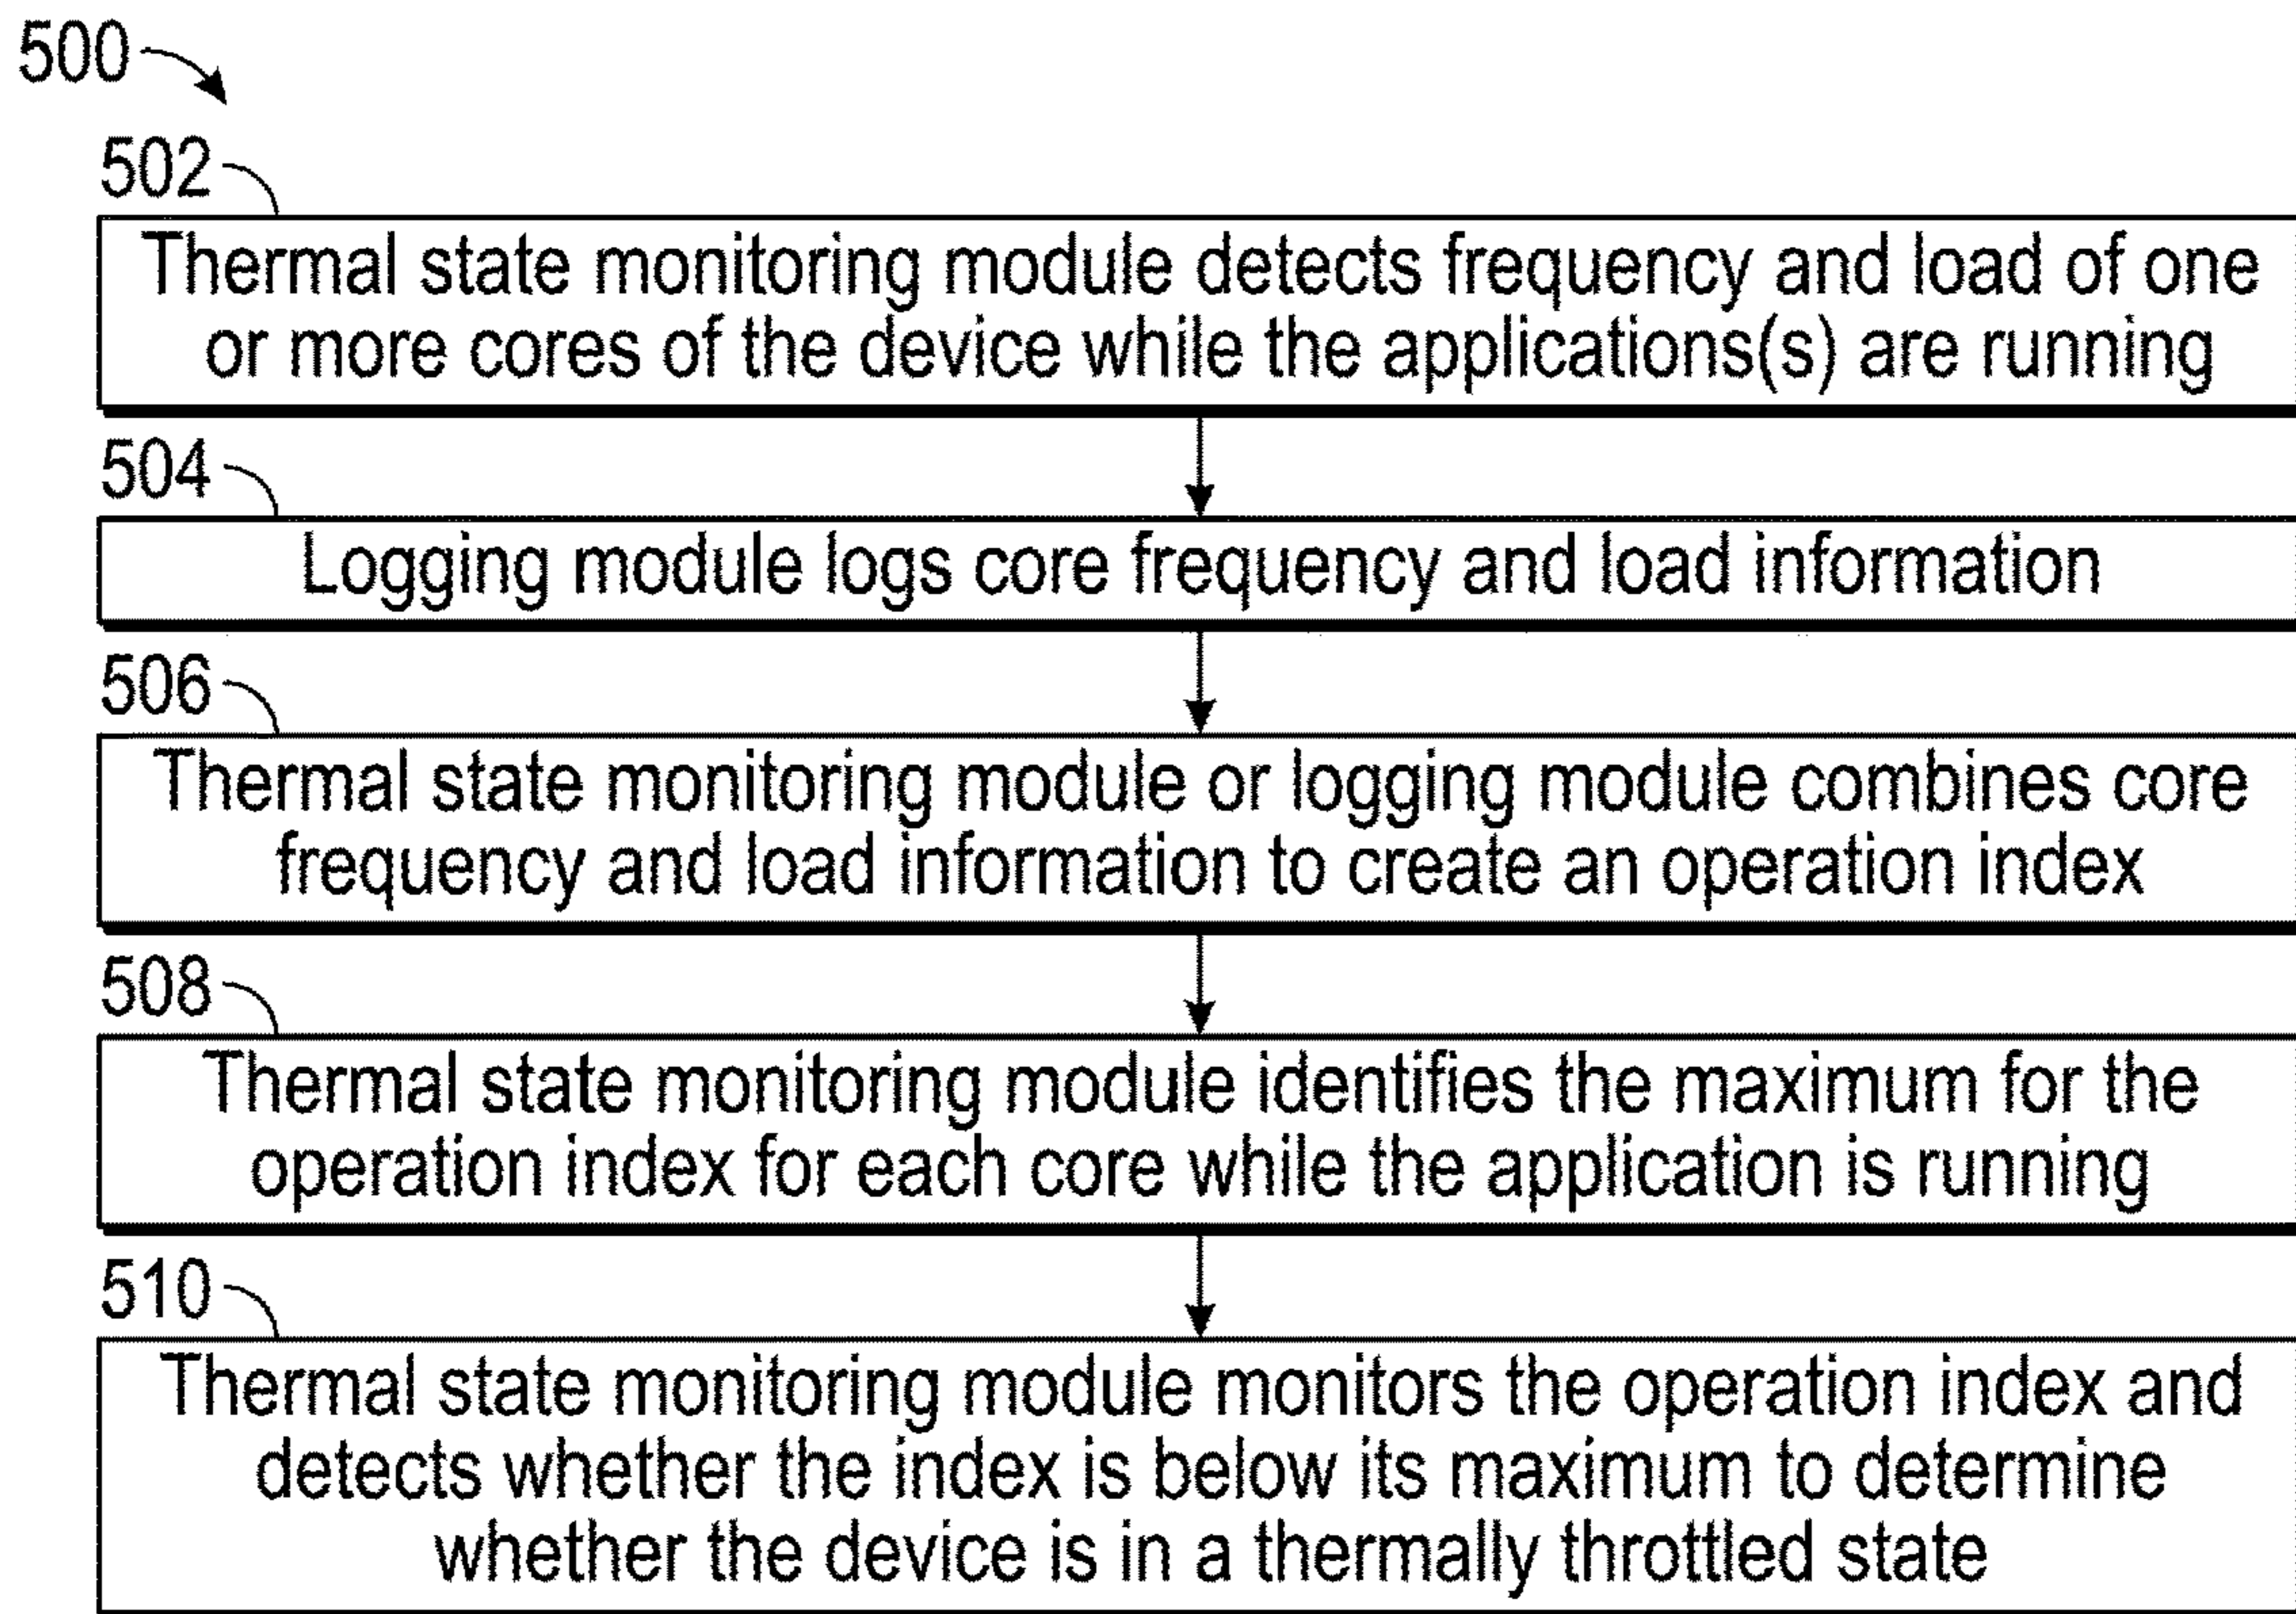 500
502
Thermal state monitoring module detects frequency and load of one
or more cores of the device while the applications(s) are running
504
Logging module logs core frequency and load information
506
Thermal state monitoring module or logging module combines core
frequency and load information to create an operation index
508
Thermal state monitoring module identifies the maximum for the
operation index for each core while the application is running
510
Thermal state monitoring module monitors the operation index and
detects whether the index is below its maximum to determine
whether the device is in a thermally throttled state